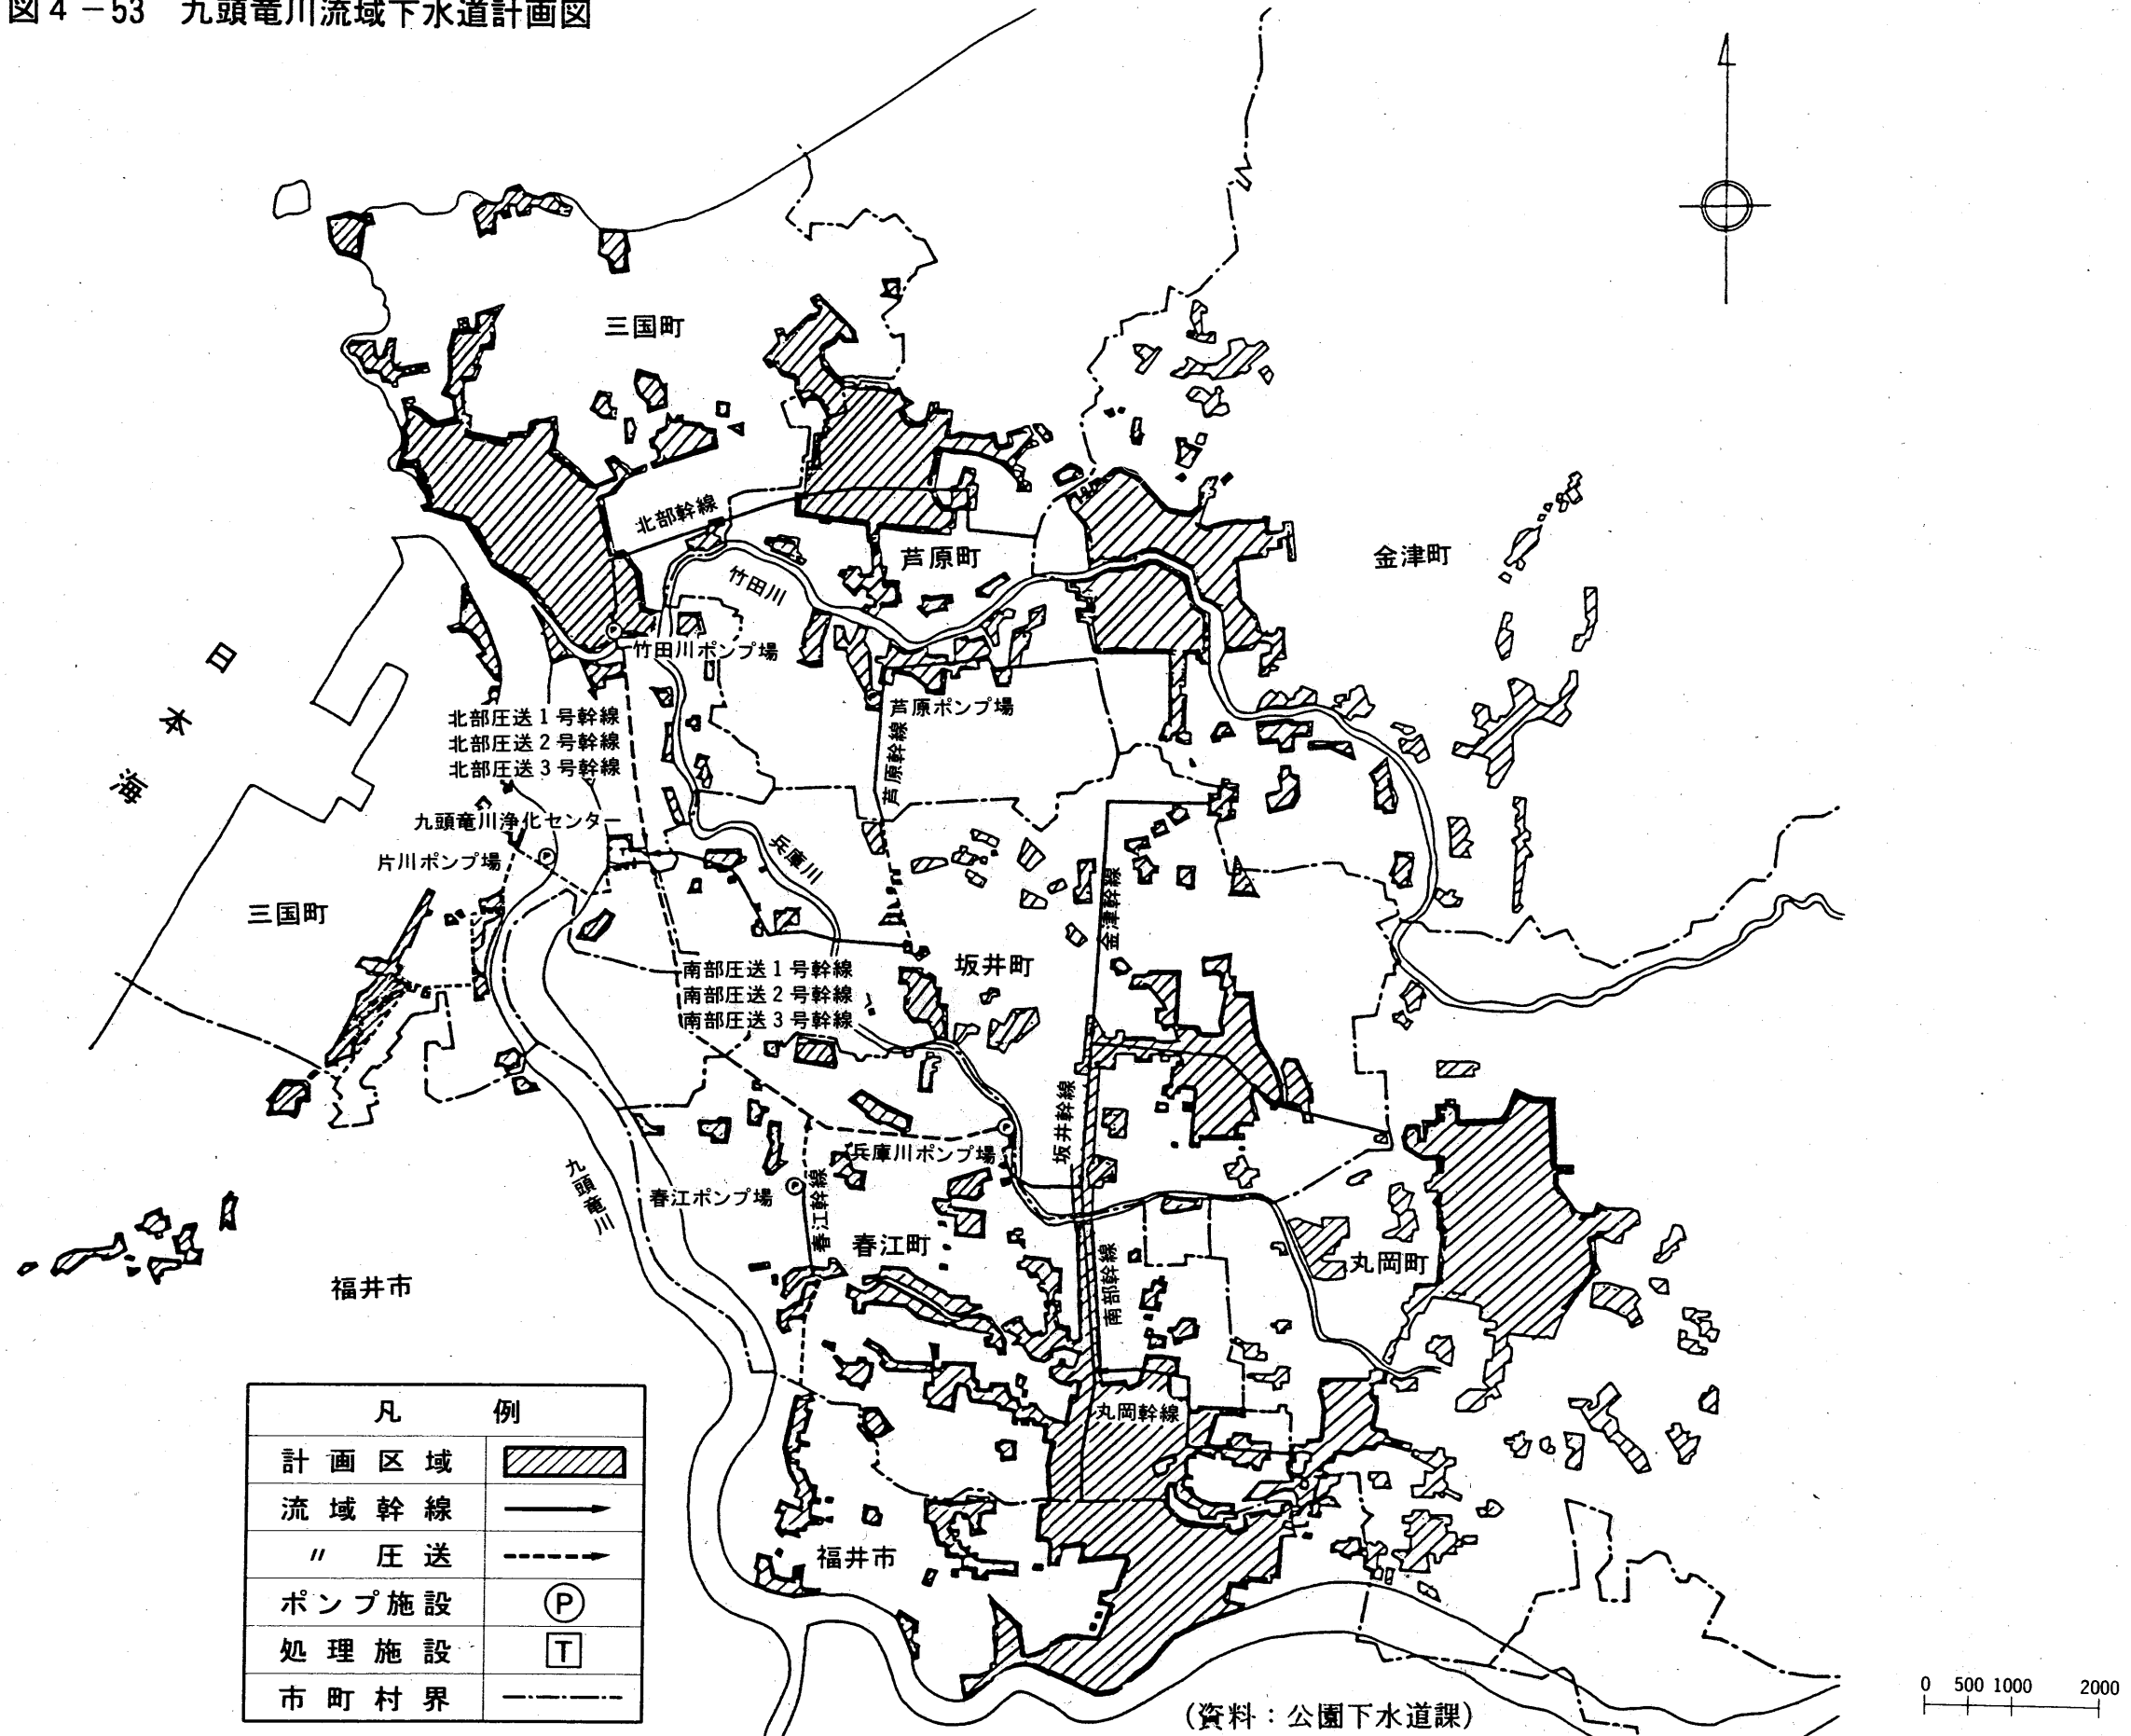 図4-53 九頭竜川流域下水道計画図
三国町
北部幹線
芦原町
金津町
竹田川
竹田川ポンプ場
日本海
北部圧送1号幹線
北部圧送2号幹線
北部圧送3号幹線
芦原ポンプ場
芦原幹線
九頭竜川浄化センター
片川ポンプ場
兵庫川
三国町
金津幹線
坂井町
南部圧送1号幹線
南部圧送2号幹線
南部圧送3号幹線
坂井幹線
兵庫川ポンプ場
九頭竜川
春江ポンプ場
春江幹線
春江町
南部幹線
丸岡町
福井市
丸岡幹線
福井市
凡例
計画区域
流域幹線
〃 圧送
ポンプ施設 P
処理施設 T
市町村界
(資料:公園下水道課)
0 500 1000 2000